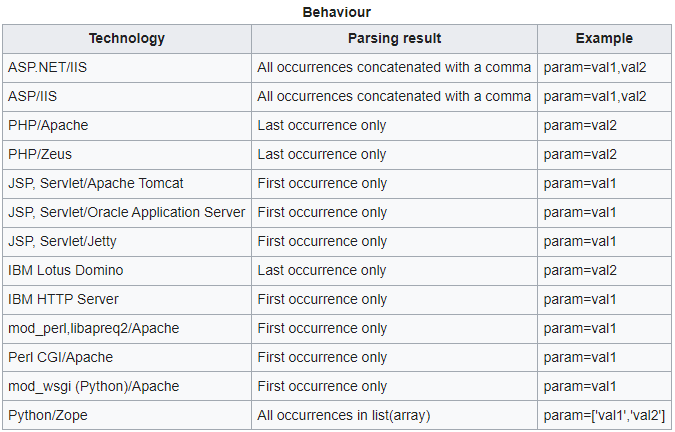 Behaviour
Technology Parsing result Example
ASP.NET/IIS All occurrences concatenated with a comma param=val1,val2
ASP/IIS All occurrences concatenated with a comma param=val1,val2
PHP/Apache Last occurrence only param=val2
PHP/Zeus Last occurrence only param=val2
JSP, Servlet/Apache Tomcat First occurrence only param=val1
JSP, Servlet/Oracle Application Server First occurrence only param=val1
JSP, Servlet/Jetty First occurrence only param=val1
IBM Lotus Domino Last occurrence only param=val2
IBM HTTP Server First occurrence only param=val1
mod_perl,libapreq2/Apache First occurrence only param=val1
Perl CGI/Apache First occurrence only param=val1
mod_wsgi (Python)/Apache First occurrence only param=val1
Python/Zope All occurrences in list(array) param=['val1','val2']